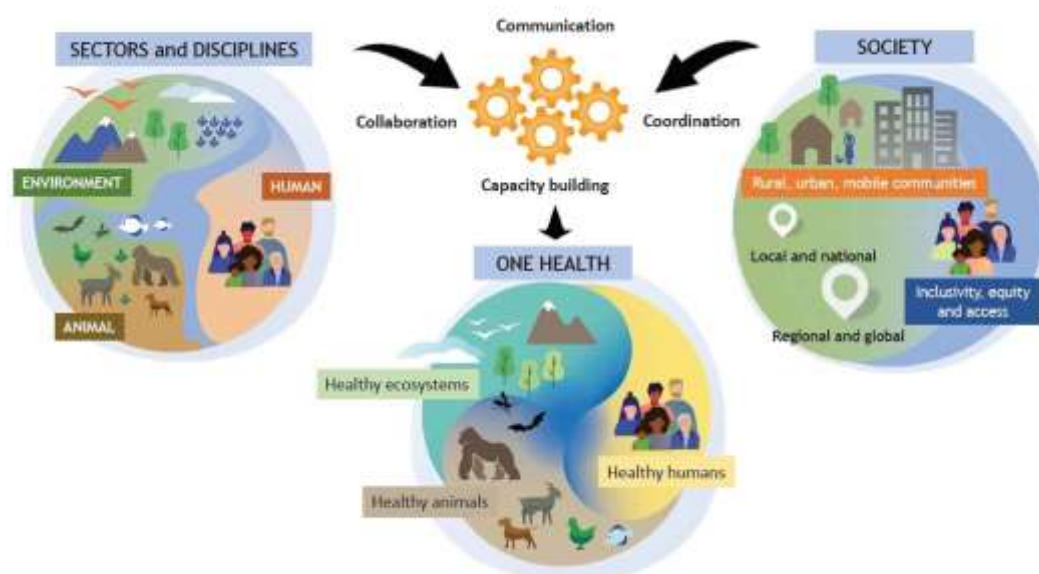 SECTORS and DISCIPLINES
ENVIRONMENT
HUMAN
ANIMAL
Communication
Collaboration
Coordination
Capacity building
SOCIETY
Rural, urban, mobile communities
Local and national
Regional and global
Inclusivity, equity
and access
ONE HEALTH
Healthy ecosystems
Healthy humans
Healthy animals